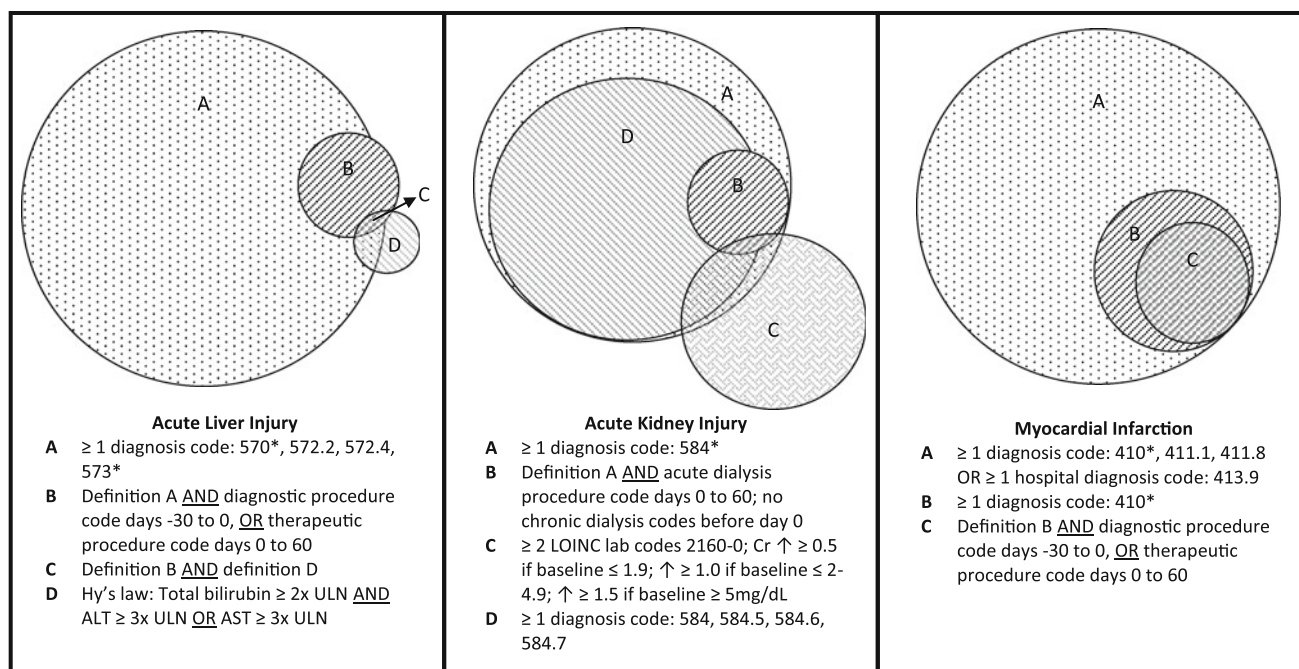 A
B
C
D
Acute Liver Injury
A ≥ 1 diagnosis code: 570*, 572.2, 572.4,
573*
B Definition A AND diagnostic procedure
code days -30 to 0, OR therapeutic
procedure code days 0 to 60
C Definition B AND definition D
D Hy's law: Total bilirubin ≥ 2x ULN AND
ALT ≥ 3x ULN OR AST ≥ 3x ULN
A
D
B
C
Acute Kidney Injury
A ≥ 1 diagnosis code: 584*
B Definition A AND acute dialysis
procedure code days 0 to 60; no
chronic dialysis codes before day 0
C ≥ 2 LOINC lab codes 2160-0; Cr ↑ ≥ 0.5
if baseline ≤ 1.9; ↑ ≥ 1.0 if baseline ≤ 2-
4.9; ↑ ≥ 1.5 if baseline ≥ 5mg/dL
D ≥ 1 diagnosis code: 584, 584.5, 584.6,
584.7
A
B
C
Myocardial Infarction
A ≥ 1 diagnosis code: 410*, 411.1, 411.8
OR ≥ 1 hospital diagnosis code: 413.9
B ≥ 1 diagnosis code: 410*
C Definition B AND diagnostic procedure
code days -30 to 0, OR therapeutic
procedure code days 0 to 60